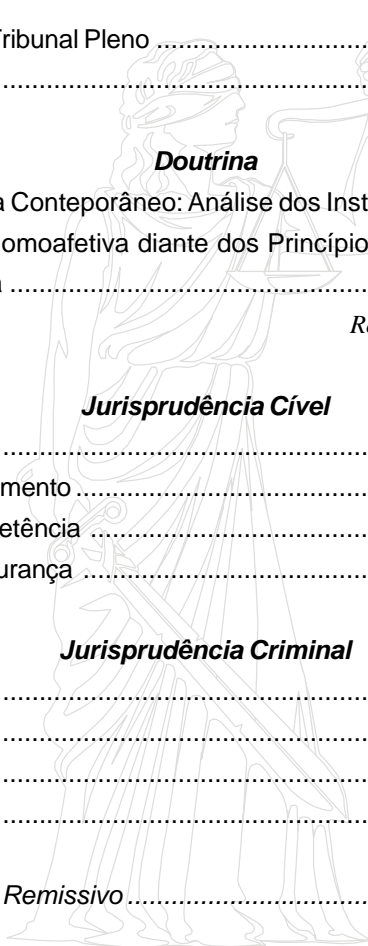 Tribunal Pleno ....................................
..............................................................
Doutrina
a Conteporâneo: Análise dos Inst
omoafetiva diante dos Princípio
a .............................................................
R
Jurisprudência Cível
..............................................................
mento ..................................................
etência ................................................
urança .................................................
Jurisprudência Criminal
..............................................................
..............................................................
..............................................................
..............................................................
Remissivo .........................................